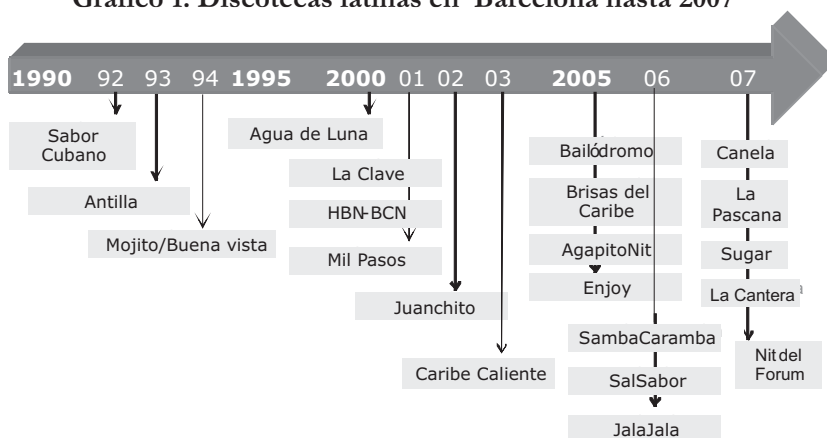 Gráfico 1. Discotecas latinas en Barcelona hasta 2007
1990 92 93 94 1995 2000 01 02 03 2005 06 07
Sabor
Cubano
Antilla
Mojito/Buena vista
Agua de Luna
La Clave
HBN-BCN
Mil Pasos
Juanchito
Caribe Caliente
Bailódromo
Brisas del
Caribe
AgapitoNit
Enjoy
SambaCaramba
SalSabor
JalaJala
Canela
La
Pascana
Sugar
La Cantera
Nit del
Forum